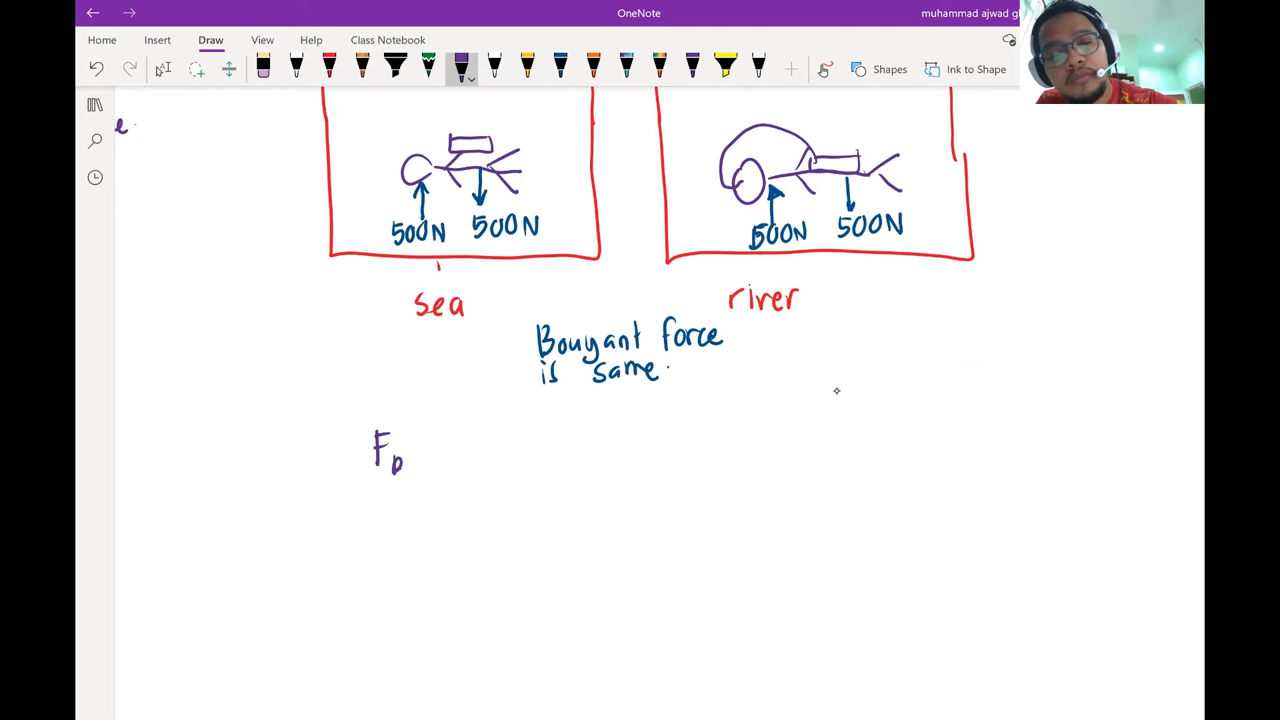 OneNote
muhammad ajwad g
Home Insert Draw View Help Class Notebook
Shapes Ink to Shape
e.
500N 500N 500N 500N
sea river
Bouyant force
is same.
Fb